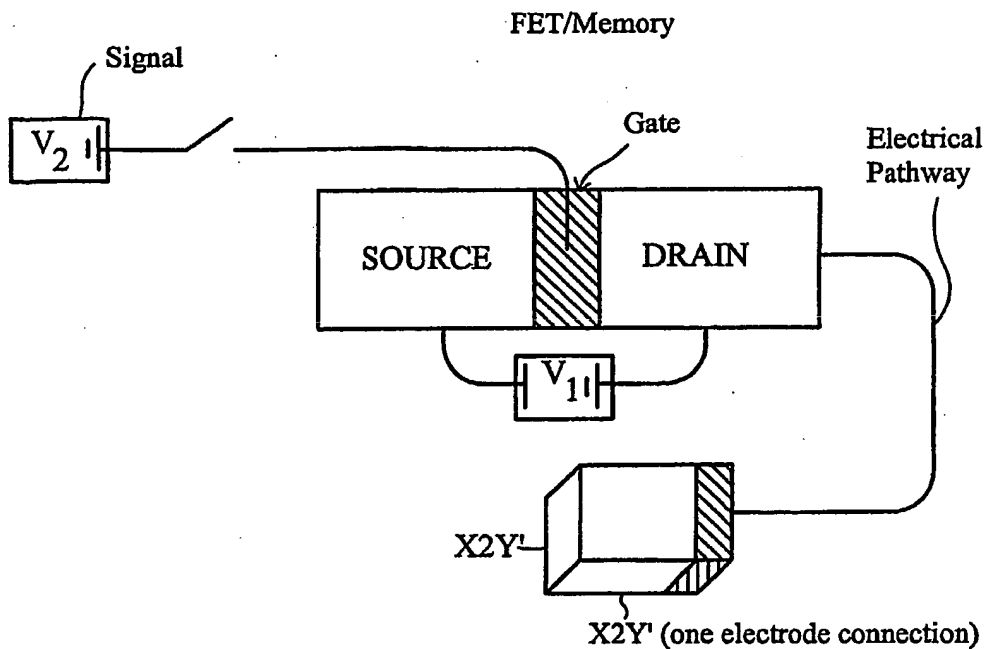 FET/Memory
Signal
V2
Gate
Electrical
Pathway
SOURCE
DRAIN
V1
X2Y'
X2Y' (one electrode connection)